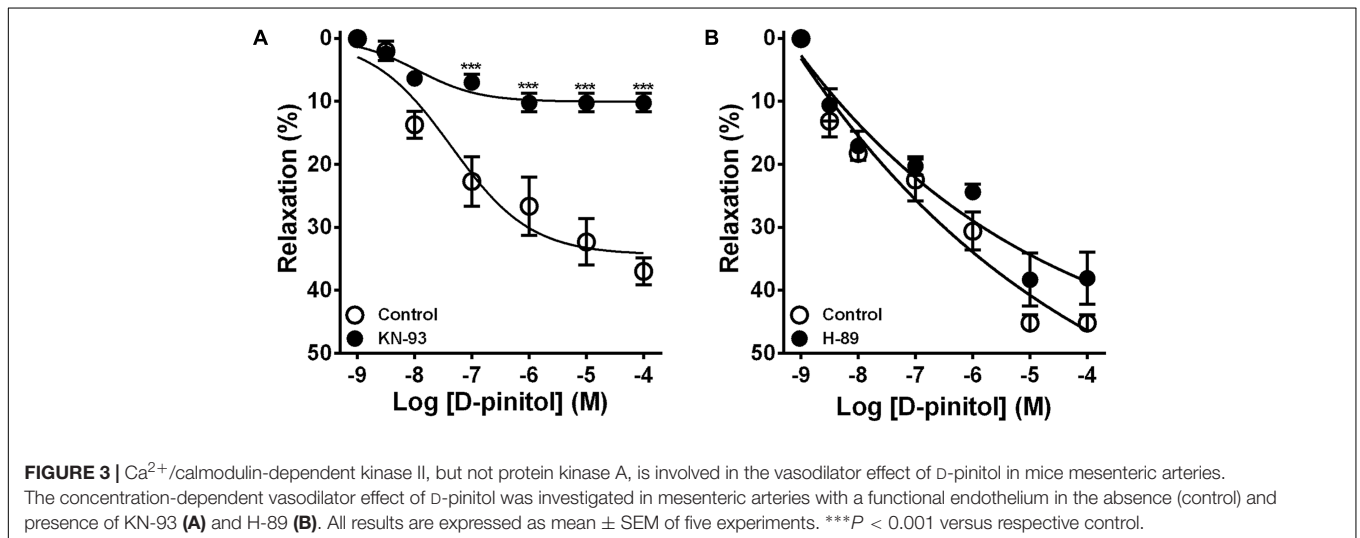 A
Relaxation (%)
0
10
20
30
40
50
***
***
***
***
Control
KN-93
-9 -8 -7 -6 -5 -4
Log [D-pinitol] (M)
B
Relaxation (%)
0
10
20
30
40
50
Control
H-89
-9 -8 -7 -6 -5 -4
Log [D-pinitol] (M)
FIGURE 3 | Ca2+/calmodulin-dependent kinase II, but not protein kinase A, is involved in the vasodilator effect of D-pinitol in mice mesenteric arteries.
The concentration-dependent vasodilator effect of D-pinitol was investigated in mesenteric arteries with a functional endothelium in the absence (control) and
presence of KN-93 (A) and H-89 (B). All results are expressed as mean ± SEM of five experiments. ***P < 0.001 versus respective control.